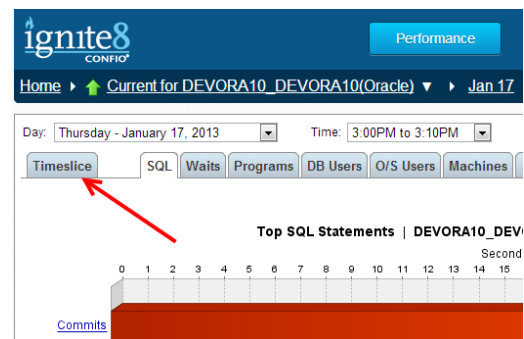 ignite8
CONFIO
Performance
Home Current for DEVORA10_DEVORA10(Oracle) Jan 17
Day: Thursday - January 17, 2013 Time: 3:00PM to 3:10PM
Timeslice SQL Waits Programs DB Users O/S Users Machines
Top SQL Statements | DEVORA10_DEV
Second
0 1 2 3 4 5 6 7 8 9 10 11 12 13 14 15
Commits